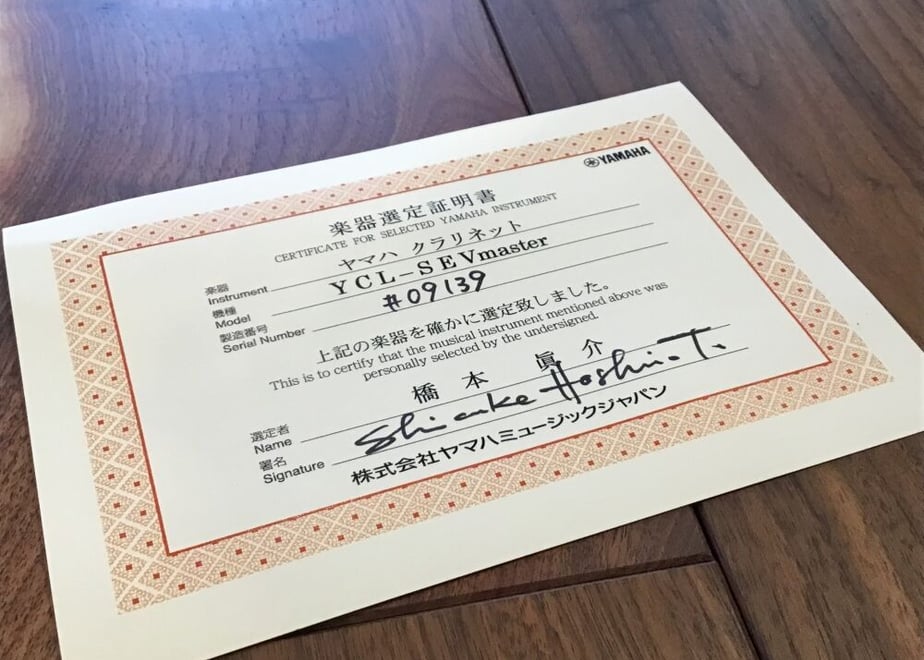 YAMAHA
楽器選定証明書
CERTIFICATE FOR SELECTED YAMAHA INSTRUMENT
楽器 ヤマハ クラリネット
Instrument
機種 YCL-SEVmaster
Model
製造番号 #09139
Serial Number
上記の楽器を確かに選定致しました。
This is to certify that the musical instrument mentioned above was
personally selected by the undersigned.
選定者 橋本 眞介
Name
署名
Signature
株式会社ヤマハミュージックジャパン